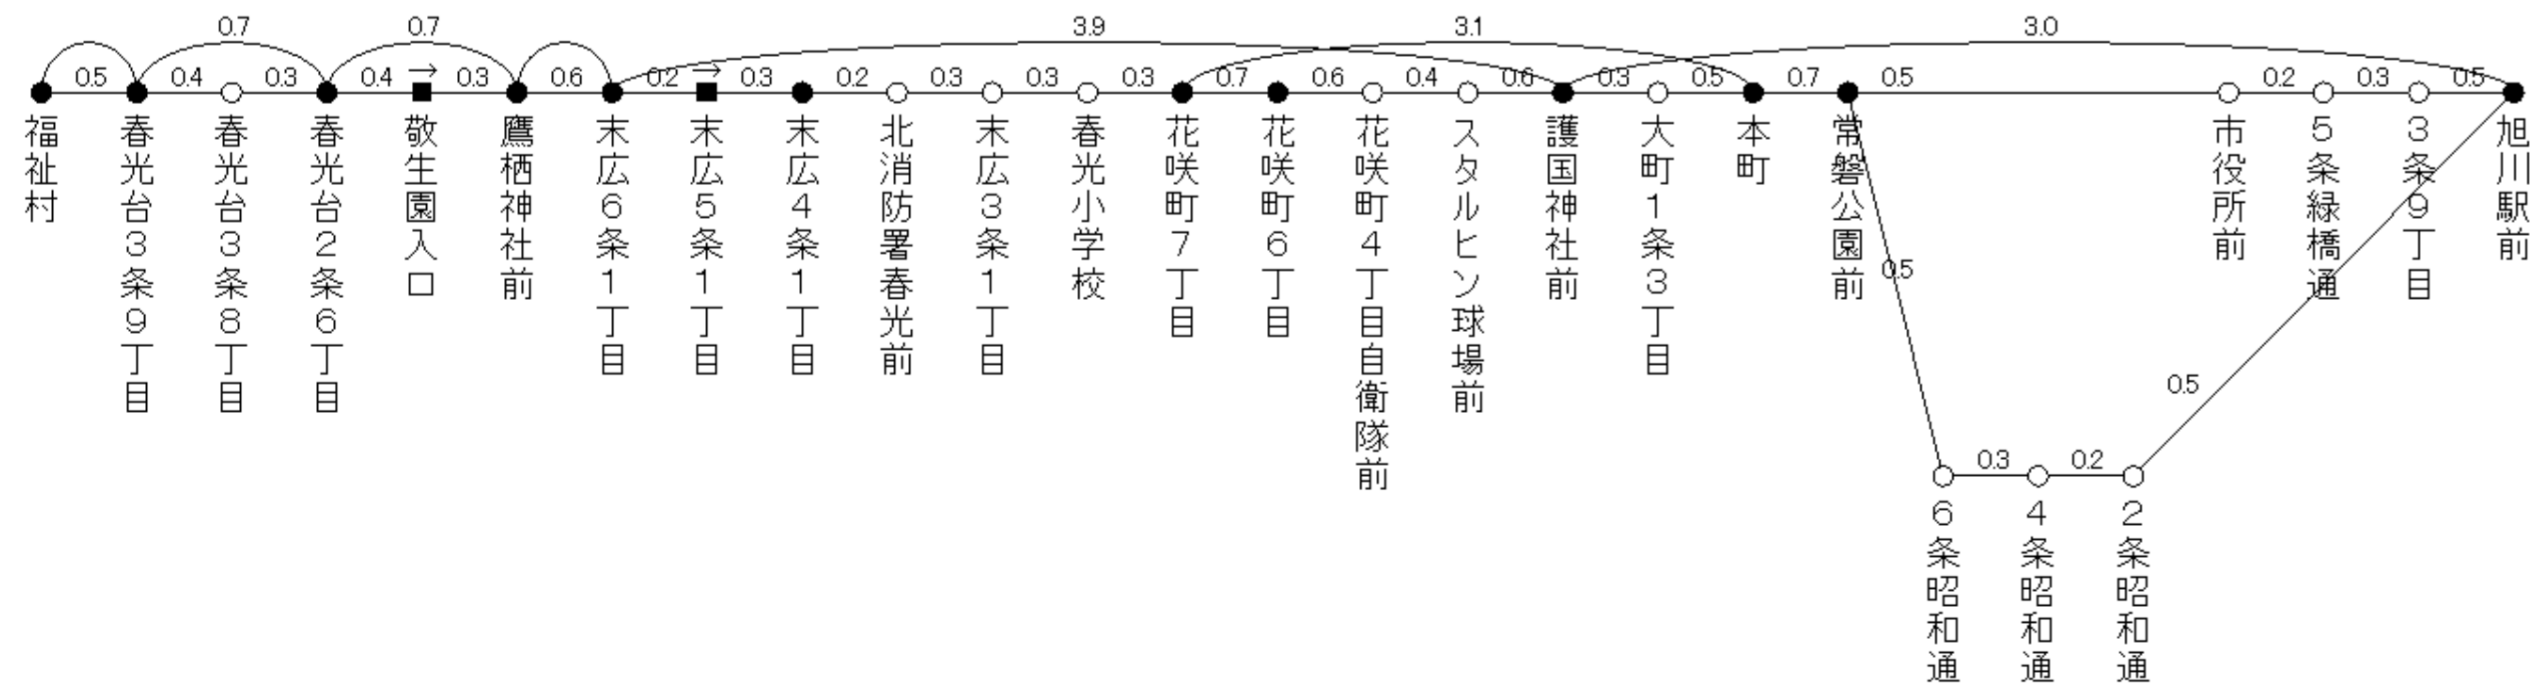 0.7
0.7
3.9
3.1
3.0
0.5
0.4
0.3
0.4
→
0.3
0.6
0.2
→
0.3
0.2
0.3
0.3
0.3
0.7
0.6
0.4
0.6
0.3
0.5
0.7
0.5
0.2
0.3
0.5
福祉村
春光台3条9丁目
春光台3条8丁目
春光台2条6丁目
敬生園入口
鷹栖神社前
末広6条1丁目
末広5条1丁目
末広4条1丁目
北消防署春光前
末広3条1丁目
春光小学校
花咲町7丁目
花咲町6丁目
花咲町4丁目自衛隊前
スタルヒン球場前
護国神社前
大町1条3丁目
本町
常磐公園前
市役所前
5条緑橋通
3条9丁目
旭川駅前
0.5
0.5
0.3
0.2
6条昭和通
4条昭和通
2条昭和通